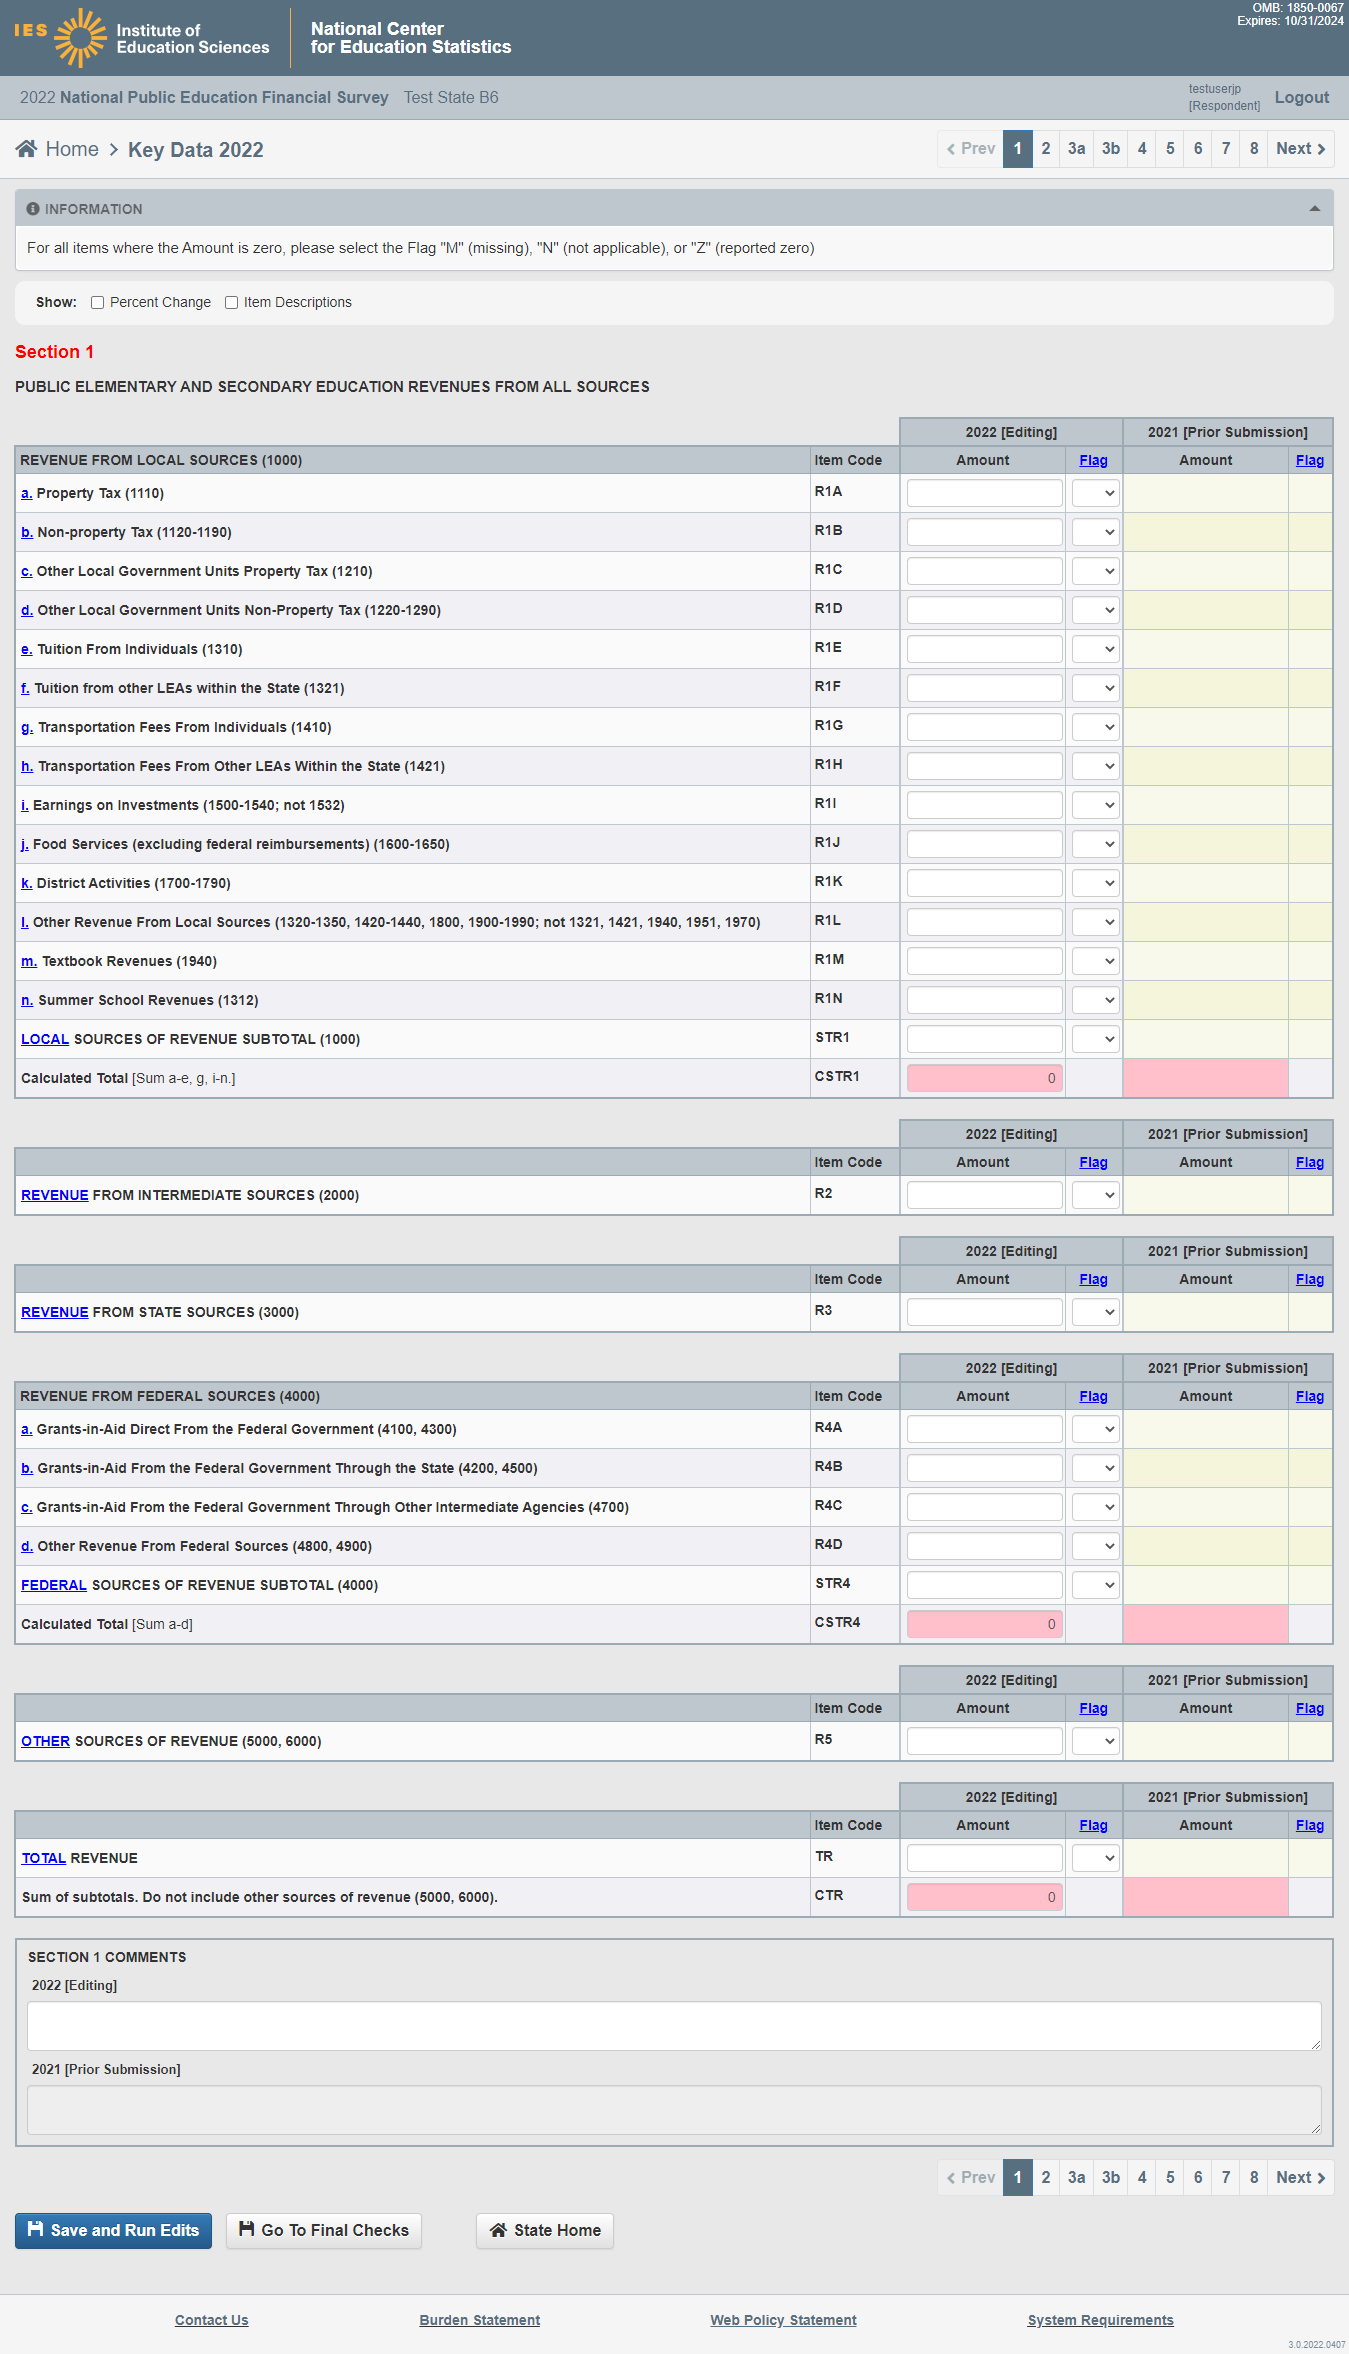 OMB: 1850-0067
Expires: 10/31/2024
IES Institute of Education Sciences
National Center for Education Statistics
2022 National Public Education Financial Survey Test State B6
testuserjp
[Respondent]
Logout
Home > Key Data 2022
Prev 1 2 3a 3b 4 5 6 7 8 Next
INFORMATION
For all items where the Amount is zero, please select the Flag "M" (missing), "N" (not applicable), or "Z" (reported zero)
Show: Percent Change Item Descriptions
Section 1
PUBLIC ELEMENTARY AND SECONDARY EDUCATION REVENUES FROM ALL SOURCES
2022 [Editing] 2021 [Prior Submission]
REVENUE FROM LOCAL SOURCES (1000) Item Code Amount Flag Amount Flag
a. Property Tax (1110) R1A
b. Non-property Tax (1120-1190) R1B
c. Other Local Government Units Property Tax (1210) R1C
d. Other Local Government Units Non-Property Tax (1220-1290) R1D
e. Tuition From Individuals (1310) R1E
f. Tuition from other LEAs within the State (1321) R1F
g. Transportation Fees From Individuals (1410) R1G
h. Transportation Fees From Other LEAs Within the State (1421) R1H
i. Earnings on Investments (1500-1540; not 1532) R1I
j. Food Services (excluding federal reimbursements) (1600-1650) R1J
k. District Activities (1700-1790) R1K
l. Other Revenue From Local Sources (1320-1350, 1420-1440, 1800, 1900-1990; not 1321, 1421, 1940, 1951, 1970) R1L
m. Textbook Revenues (1940) R1M
n. Summer School Revenues (1312) R1N
LOCAL SOURCES OF REVENUE SUBTOTAL (1000) STR1
Calculated Total [Sum a-e, g, i-n.] CSTR1 0
2022 [Editing] 2021 [Prior Submission]
Item Code Amount Flag Amount Flag
REVENUE FROM INTERMEDIATE SOURCES (2000) R2
2022 [Editing] 2021 [Prior Submission]
Item Code Amount Flag Amount Flag
REVENUE FROM STATE SOURCES (3000) R3
2022 [Editing] 2021 [Prior Submission]
REVENUE FROM FEDERAL SOURCES (4000) Item Code Amount Flag Amount Flag
a. Grants-in-Aid Direct From the Federal Government (4100, 4300) R4A
b. Grants-in-Aid From the Federal Government Through the State (4200, 4500) R4B
c. Grants-in-Aid From the Federal Government Through Other Intermediate Agencies (4700) R4C
d. Other Revenue From Federal Sources (4800, 4900) R4D
FEDERAL SOURCES OF REVENUE SUBTOTAL (4000) STR4
Calculated Total [Sum a-d] CSTR4 0
2022 [Editing] 2021 [Prior Submission]
Item Code Amount Flag Amount Flag
OTHER SOURCES OF REVENUE (5000, 6000) R5
2022 [Editing] 2021 [Prior Submission]
Item Code Amount Flag Amount Flag
TOTAL REVENUE TR
Sum of subtotals. Do not include other sources of revenue (5000, 6000). CTR 0
SECTION 1 COMMENTS
2022 [Editing]
2021 [Prior Submission]
Prev 1 2 3a 3b 4 5 6 7 8 Next
Save and Run Edits Go To Final Checks State Home
Contact Us Burden Statement Web Policy Statement System Requirements
3.0.2022.0407